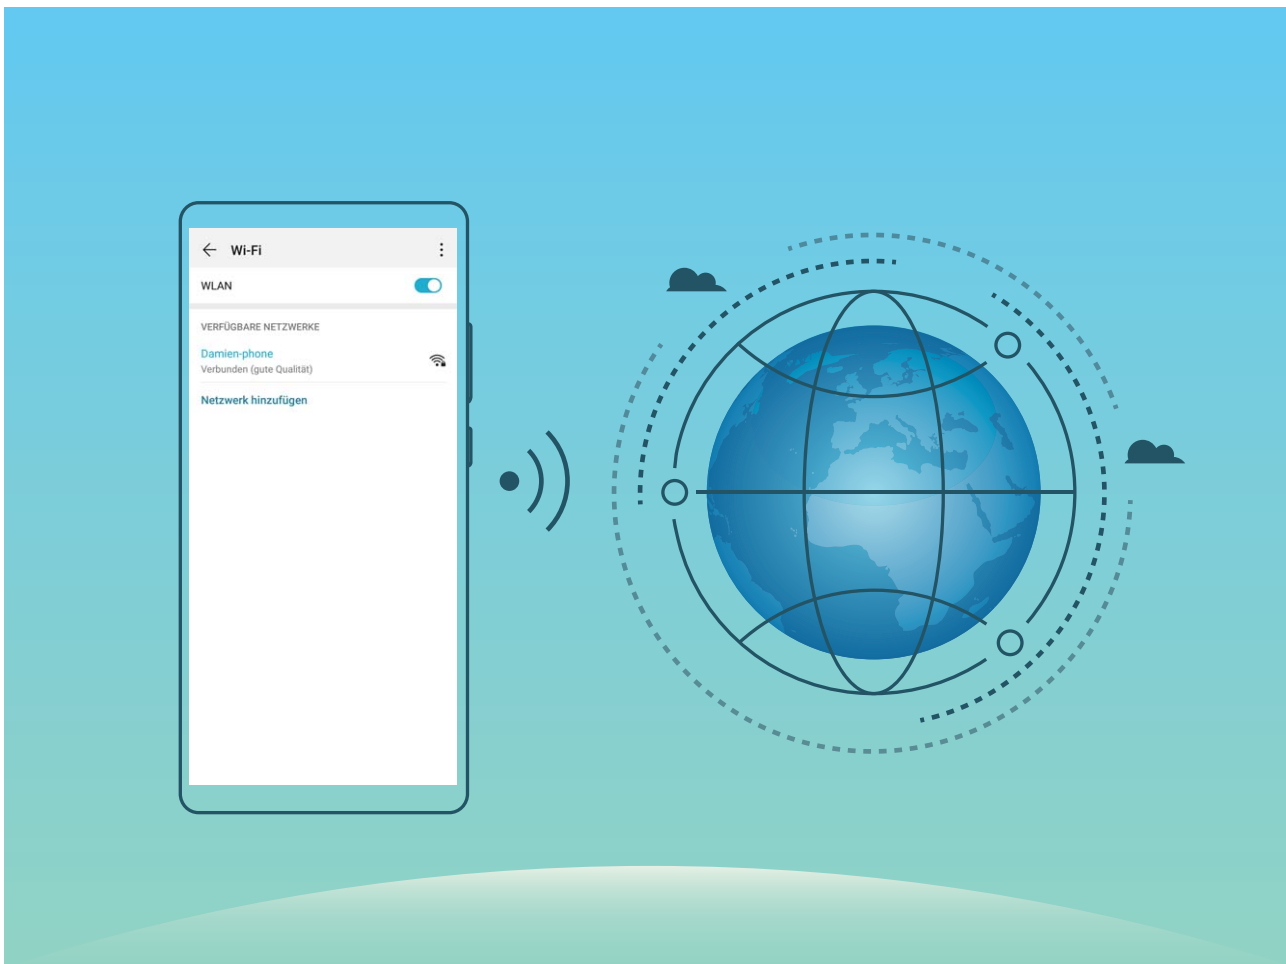 Wi-Fi
WLAN
VERFÜGBARE NETZWERKE
Damien-phone
Verbunden (gute Qualität)
Netzwerk hinzufügen